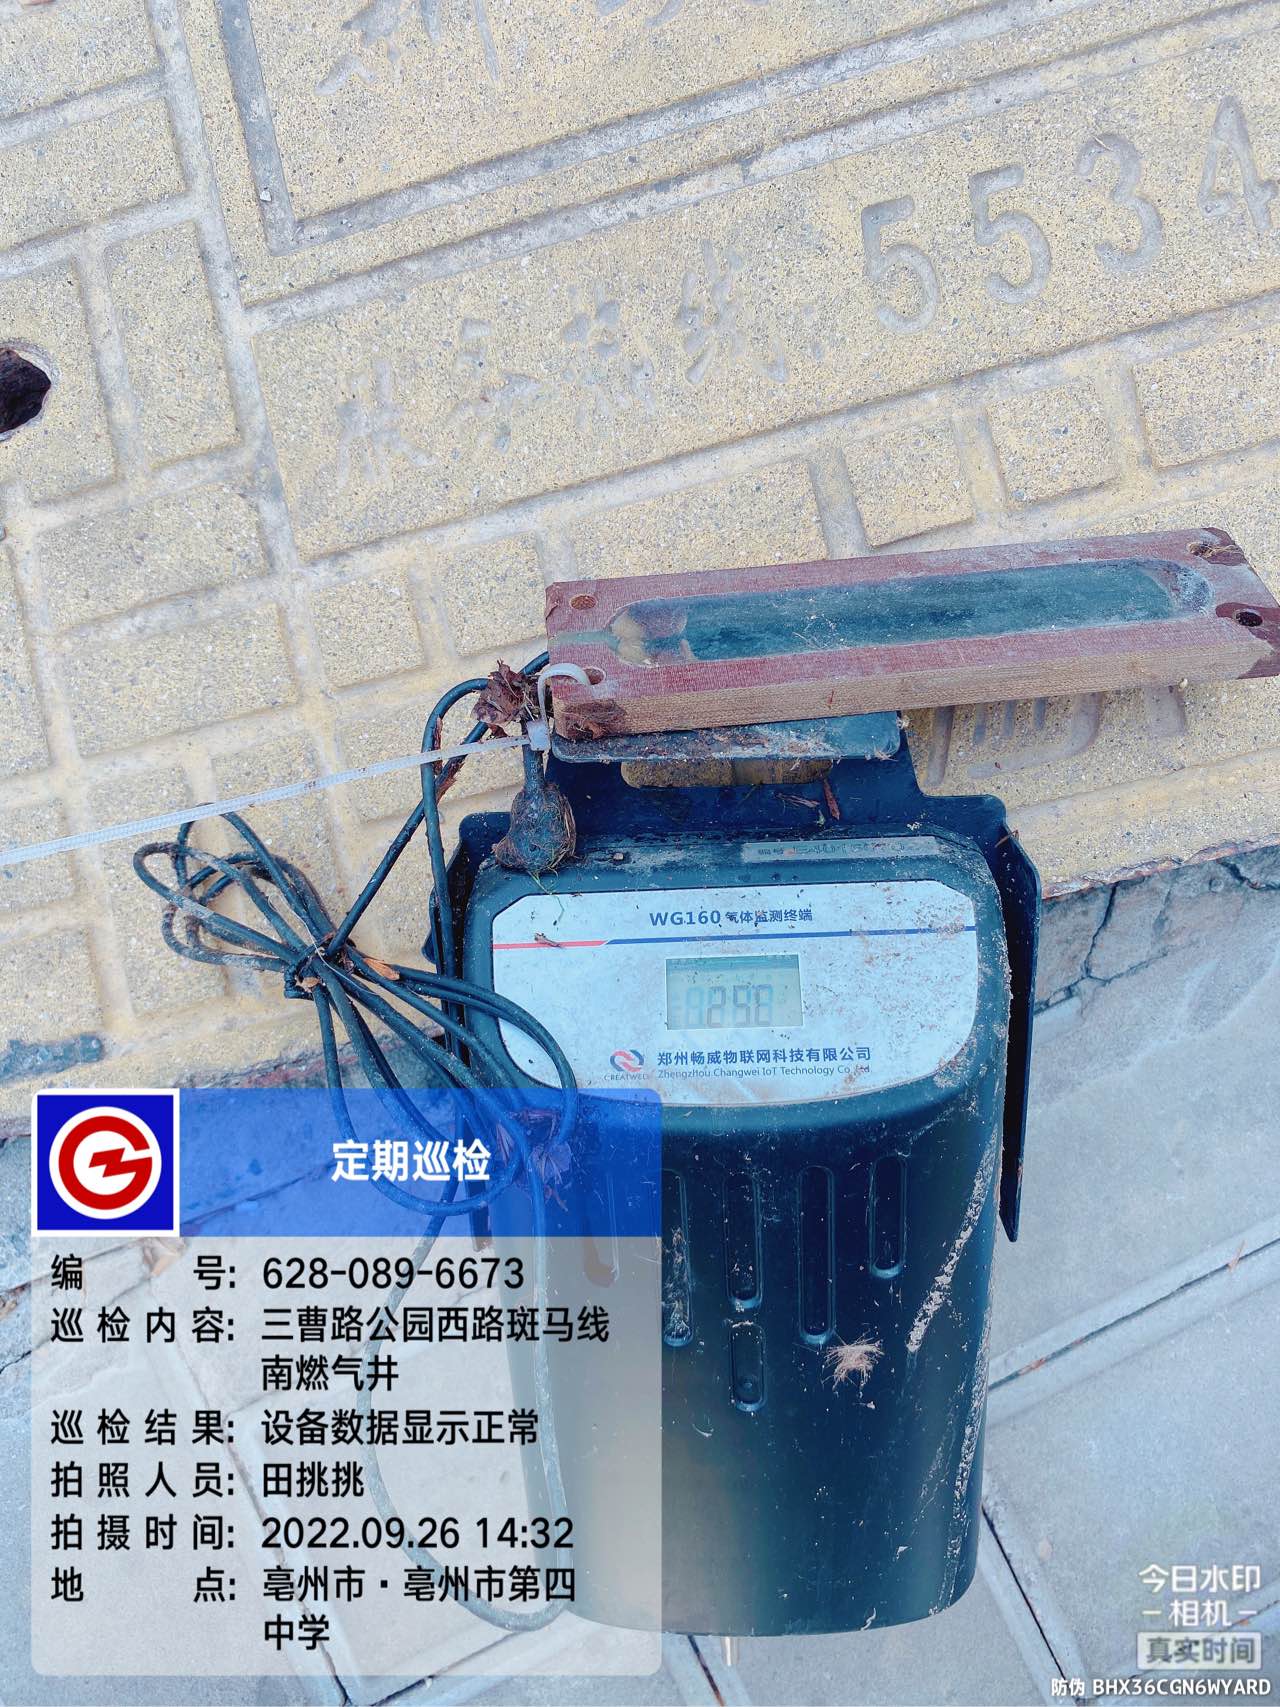 5534
服务热线:
WG160 气体监测终端
郑州畅威物联网科技有限公司
CREATWELL
Zhengzhou Changwei IoT Technology Co.,Ltd.
定期巡检
编 号: 628-089-6673
巡检内容: 三曹路公园西路斑马线
南燃气井
巡检结果: 设备数据显示正常
拍照人员: 田挑挑
拍摄时间: 2022.09.26 14:32
地 点: 亳州市·亳州市第四
中学
今日水印
相机
真实时间
防伪 BHX36CGN6WYARD